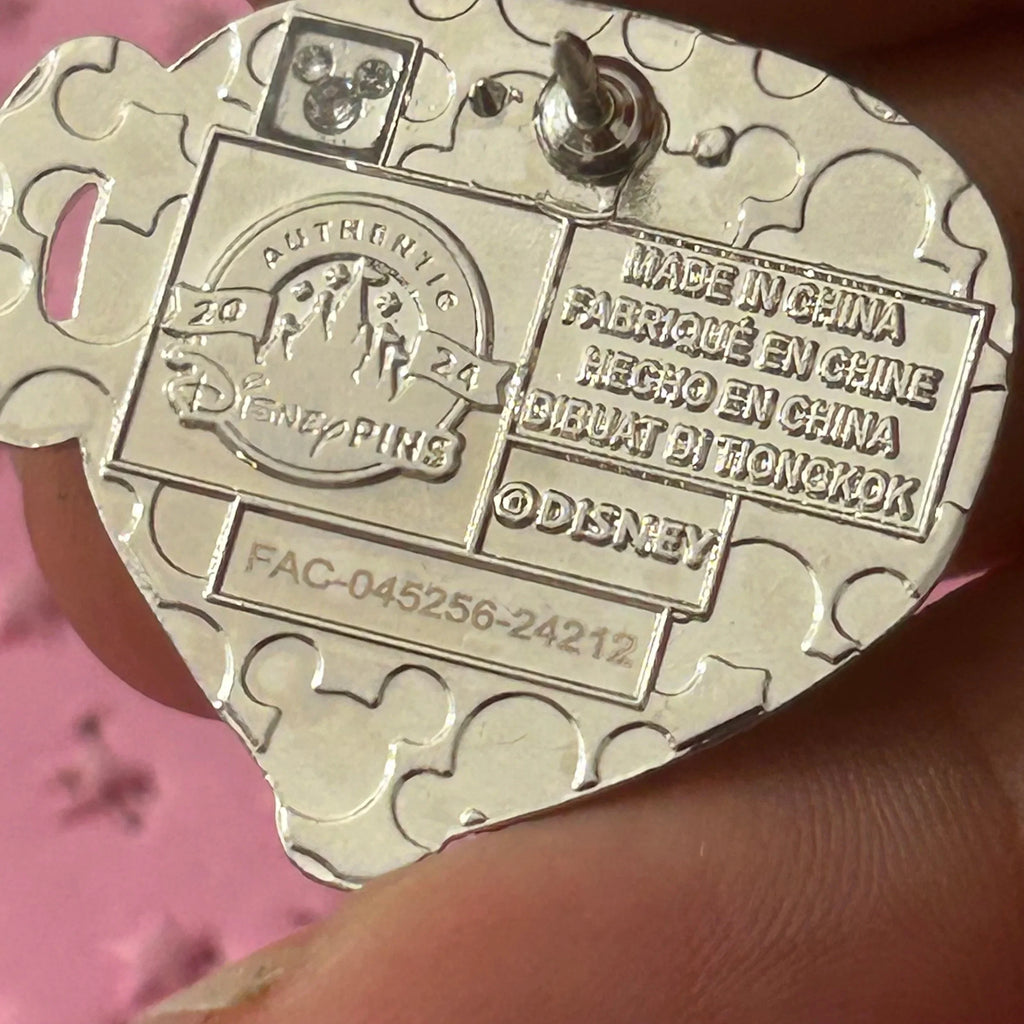 AUTHENTIC
20 24
Disney PINS
MADE IN CHINA
FABRIQUÉ EN CHINE
HECHO EN CHINA
DIBUAT DI TIONGKOK
©DISNEY
FAC-045256-24212